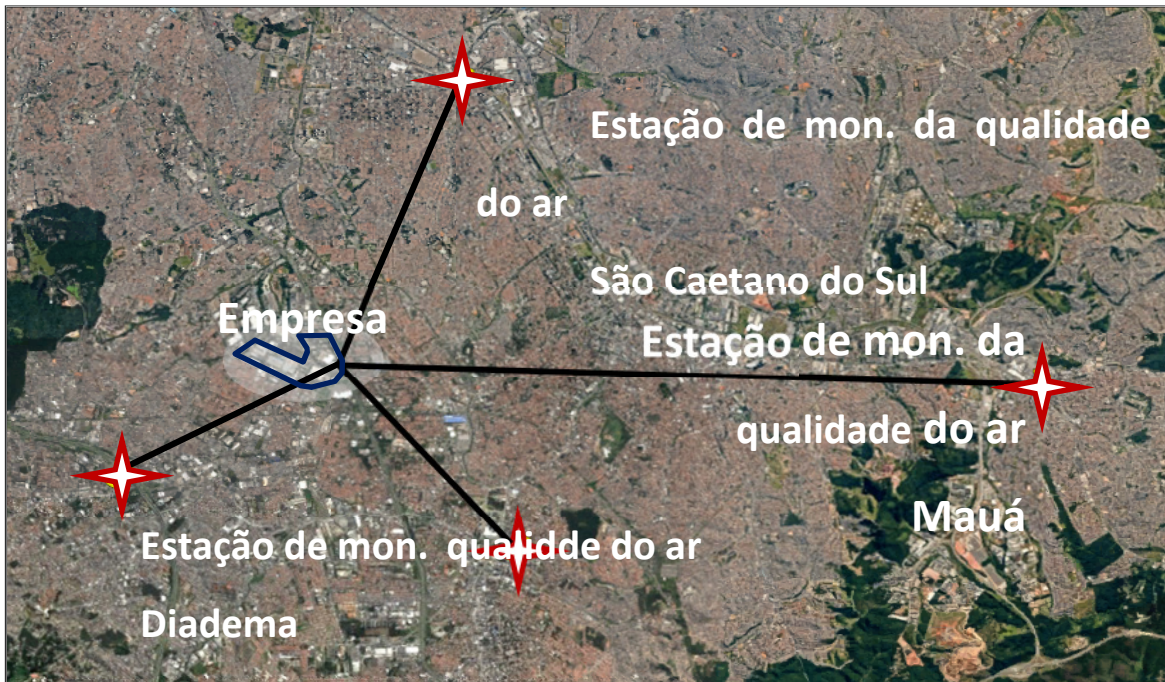 Estação de mon. da qualidade
do ar
São Caetano do Sul
Empresa
Estação de mon. da
qualidade do ar
Mauá
Estação de mon. qualidde do ar
Diadema